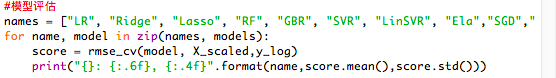 #模型评估
names = ["LR", "Ridge", "Lasso", "RF", "GBR", "SVR", "LinSVR", "Ela","SGD","
for name, model in zip(names, models):
    score = rmse_cv(model, X_scaled,y_log)
    print("{}: {:.6f}, {:.4f}".format(name,score.mean(),score.std()))